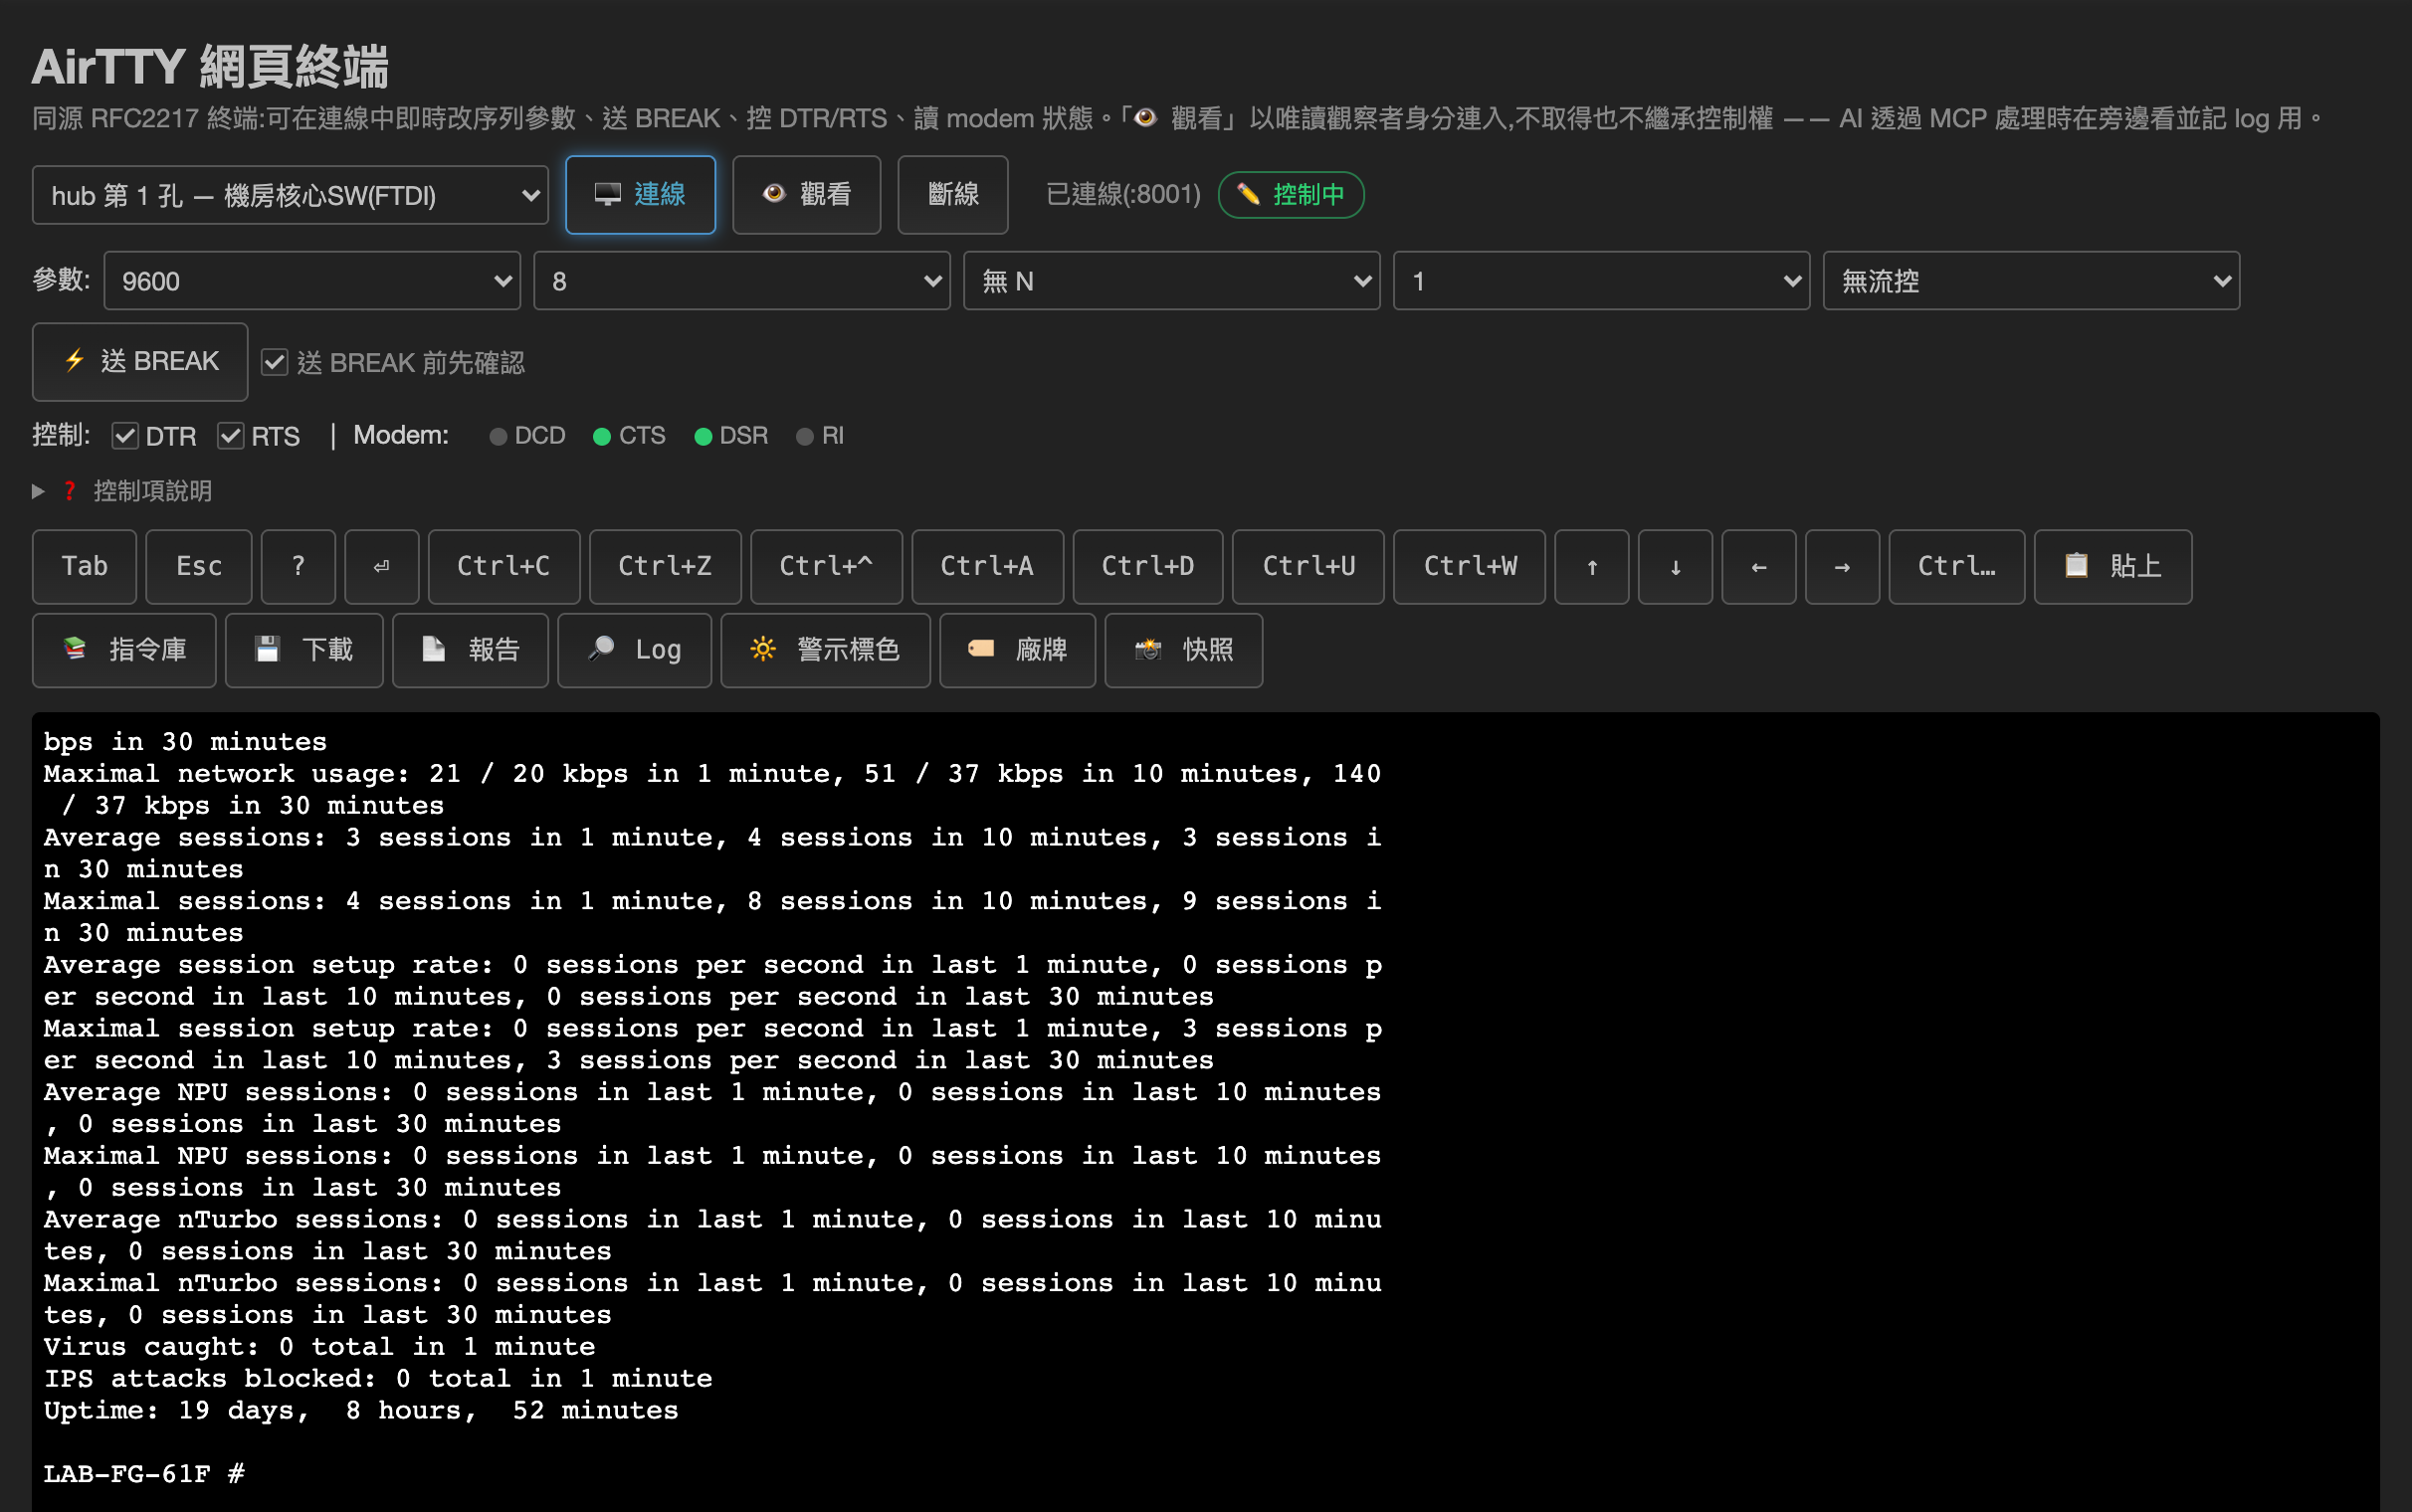 AirTTY 網頁終端
同源 RFC2217 終端:可在連線中即時改序列參數、送 BREAK、控 DTR/RTS、讀 modem 狀態。「👁 觀看」以唯讀觀察者身分連入,不取得也不繼承控制權 —— AI 透過 MCP 處理時在旁邊看並記 log 用。
hub 第 1 孔 — 機房核心SW(FTDI) 🖥 連線 👁 觀看 斷線 已連線(:8001) ✏️ 控制中
參數: 9600 8 無 N 1 無流控
⚡ 送 BREAK 送 BREAK 前先確認
控制: DTR RTS | Modem: DCD CTS DSR RI
▶ ❓ 控制項說明
Tab Esc ? ⏎ Ctrl+C Ctrl+Z Ctrl+^ Ctrl+A Ctrl+D Ctrl+U Ctrl+W ↑ ↓ ← → Ctrl… 📋 貼上
📚 指令庫 💾 下載 📄 報告 🔎 Log 🔆 警示標色 🏷 廠牌 📸 快照
bps in 30 minutes
Maximal network usage: 21 / 20 kbps in 1 minute, 51 / 37 kbps in 10 minutes, 140
 / 37 kbps in 30 minutes
Average sessions: 3 sessions in 1 minute, 4 sessions in 10 minutes, 3 sessions i
n 30 minutes
Maximal sessions: 4 sessions in 1 minute, 8 sessions in 10 minutes, 9 sessions i
n 30 minutes
Average session setup rate: 0 sessions per second in last 1 minute, 0 sessions p
er second in last 10 minutes, 0 sessions per second in last 30 minutes
Maximal session setup rate: 0 sessions per second in last 1 minute, 3 sessions p
er second in last 10 minutes, 3 sessions per second in last 30 minutes
Average NPU sessions: 0 sessions in last 1 minute, 0 sessions in last 10 minutes
, 0 sessions in last 30 minutes
Maximal NPU sessions: 0 sessions in last 1 minute, 0 sessions in last 10 minutes
, 0 sessions in last 30 minutes
Average nTurbo sessions: 0 sessions in last 1 minute, 0 sessions in last 10 minu
tes, 0 sessions in last 30 minutes
Maximal nTurbo sessions: 0 sessions in last 1 minute, 0 sessions in last 10 minu
tes, 0 sessions in last 30 minutes
Virus caught: 0 total in 1 minute
IPS attacks blocked: 0 total in 1 minute
Uptime: 19 days,  8 hours,  52 minutes
LAB-FG-61F #